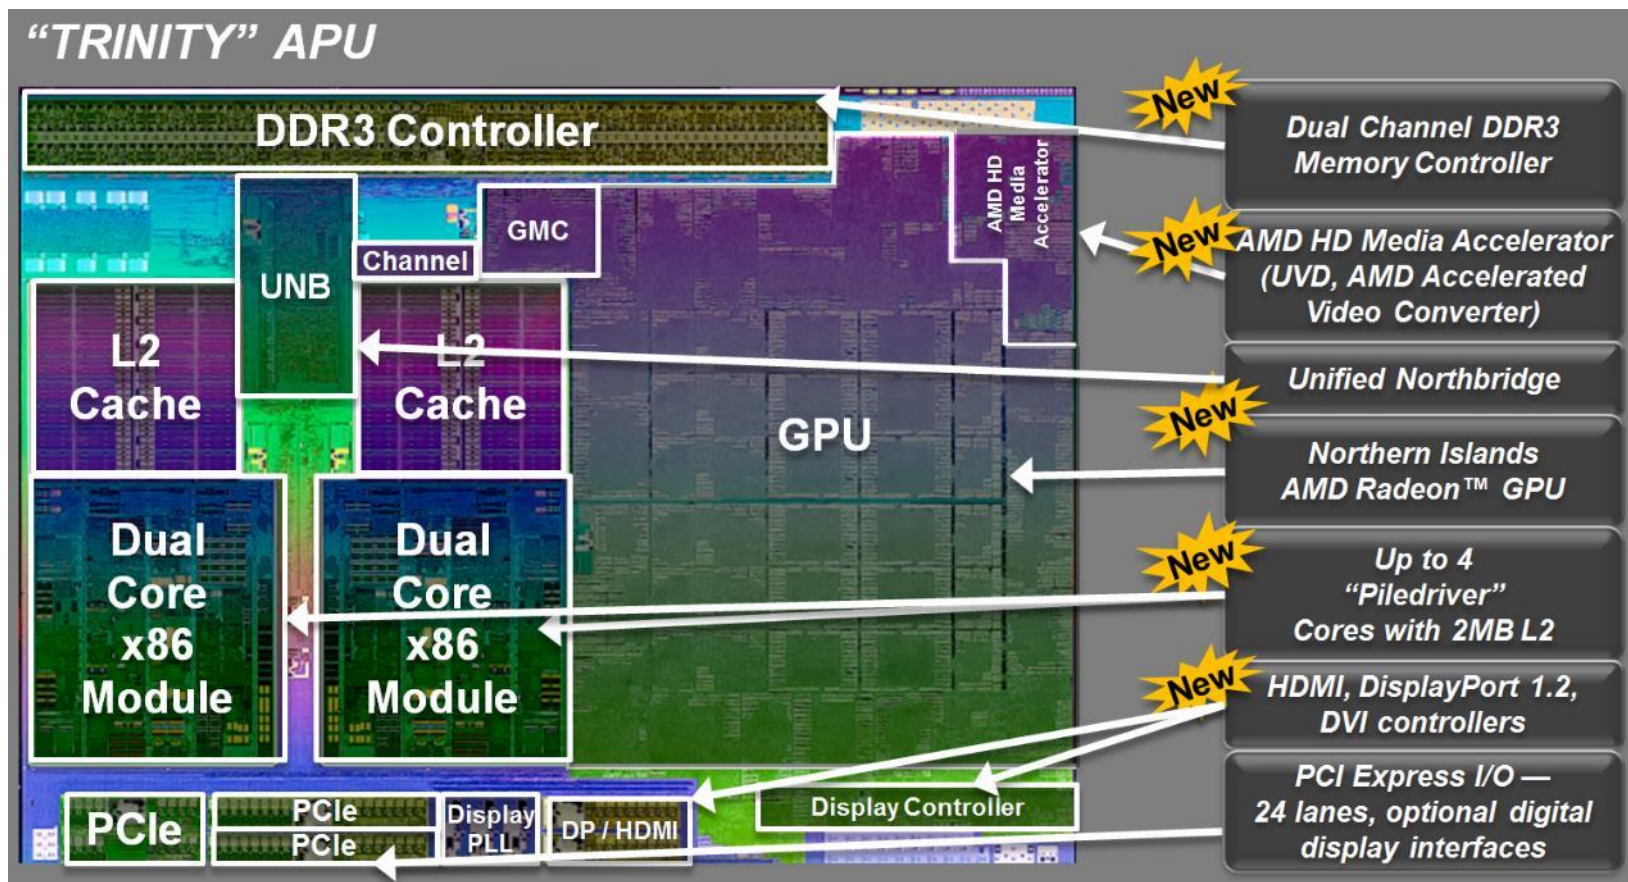 “TRINITY” APU
DDR3 Controller
AMD HD
Media
Accelerator
GMC
Channel
UNB
L2
Cache
L2
Cache
GPU
Dual
Core
x86
Module
Dual
Core
x86
Module
PCIe
PCIe
PCIe
Display
PLL
DP / HDMI
Display Controller
New
Dual Channel DDR3
Memory Controller
New
AMD HD Media Accelerator
(UVD, AMD Accelerated
Video Converter)
Unified Northbridge
New
Northern Islands
AMD Radeon™ GPU
New
Up to 4
“Piledriver”
Cores with 2MB L2
New
HDMI, DisplayPort 1.2,
DVI controllers
PCI Express I/O —
24 lanes, optional digital
display interfaces